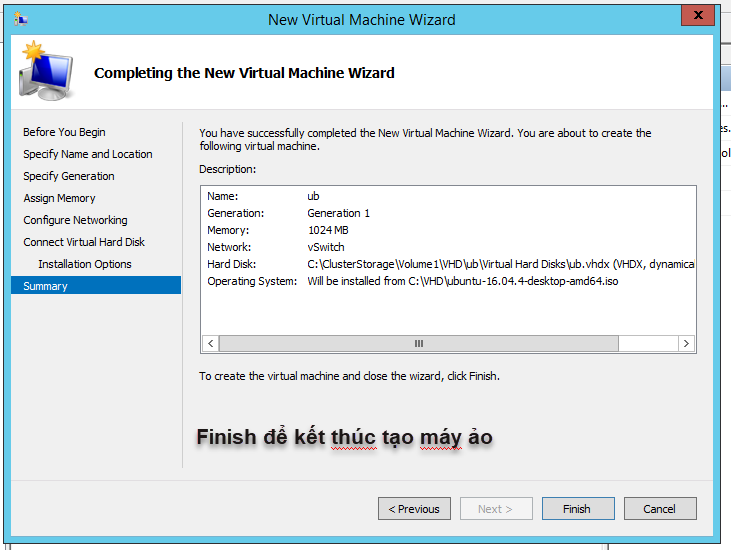 New Virtual Machine Wizard
x
Completing the New Virtual Machine Wizard
Before You Begin
Specify Name and Location
Specify Generation
Assign Memory
Configure Networking
Connect Virtual Hard Disk
Installation Options
Summary
You have successfully completed the New Virtual Machine Wizard. You are about to create the
following virtual machine.
Description:
Name: ub
Generation: Generation 1
Memory: 1024 MB
Network: vSwitch
Hard Disk: C:\ClusterStorage\Volume1\VHD\ub\Virtual Hard Disks\ub.vhdx (VHDX, dynamical
Operating System: Will be installed from C:\VHD\ubuntu-16.04.4-desktop-amd64.iso
To create the virtual machine and close the wizard, click Finish.
Finish để kết thúc tạo máy ảo
< Previous
Next >
Finish
Cancel
...
es.
ol